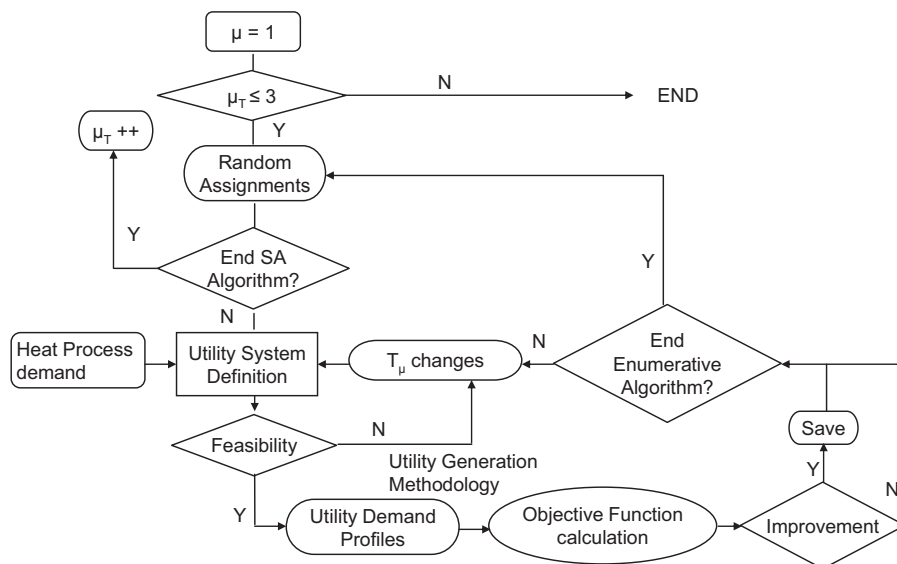 µ = 1
µT ≤ 3
N
END
Y
µT ++
Random
Assignments
Y
End SA
Algorithm?
Y
N
Heat Process
demand
Utility System
Definition
Tµ changes
N
End
Enumerative
Algorithm?
Save
Feasibility
N
Utility Generation
Methodology
Y
N
Y
Utility Demand
Profiles
Objective Function
calculation
Improvement